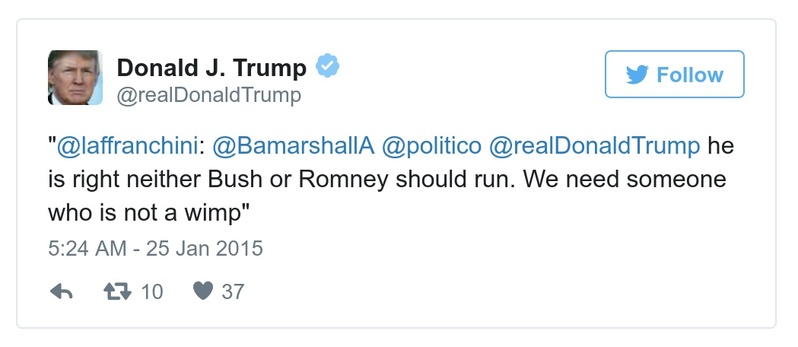 Donald J. Trump
@realDonaldTrump
Follow
"@laffranchini: @BamarshallA @politico @realDonaldTrump he
is right neither Bush or Romney should run. We need someone
who is not a wimp"
5:24 AM - 25 Jan 2015
10 37